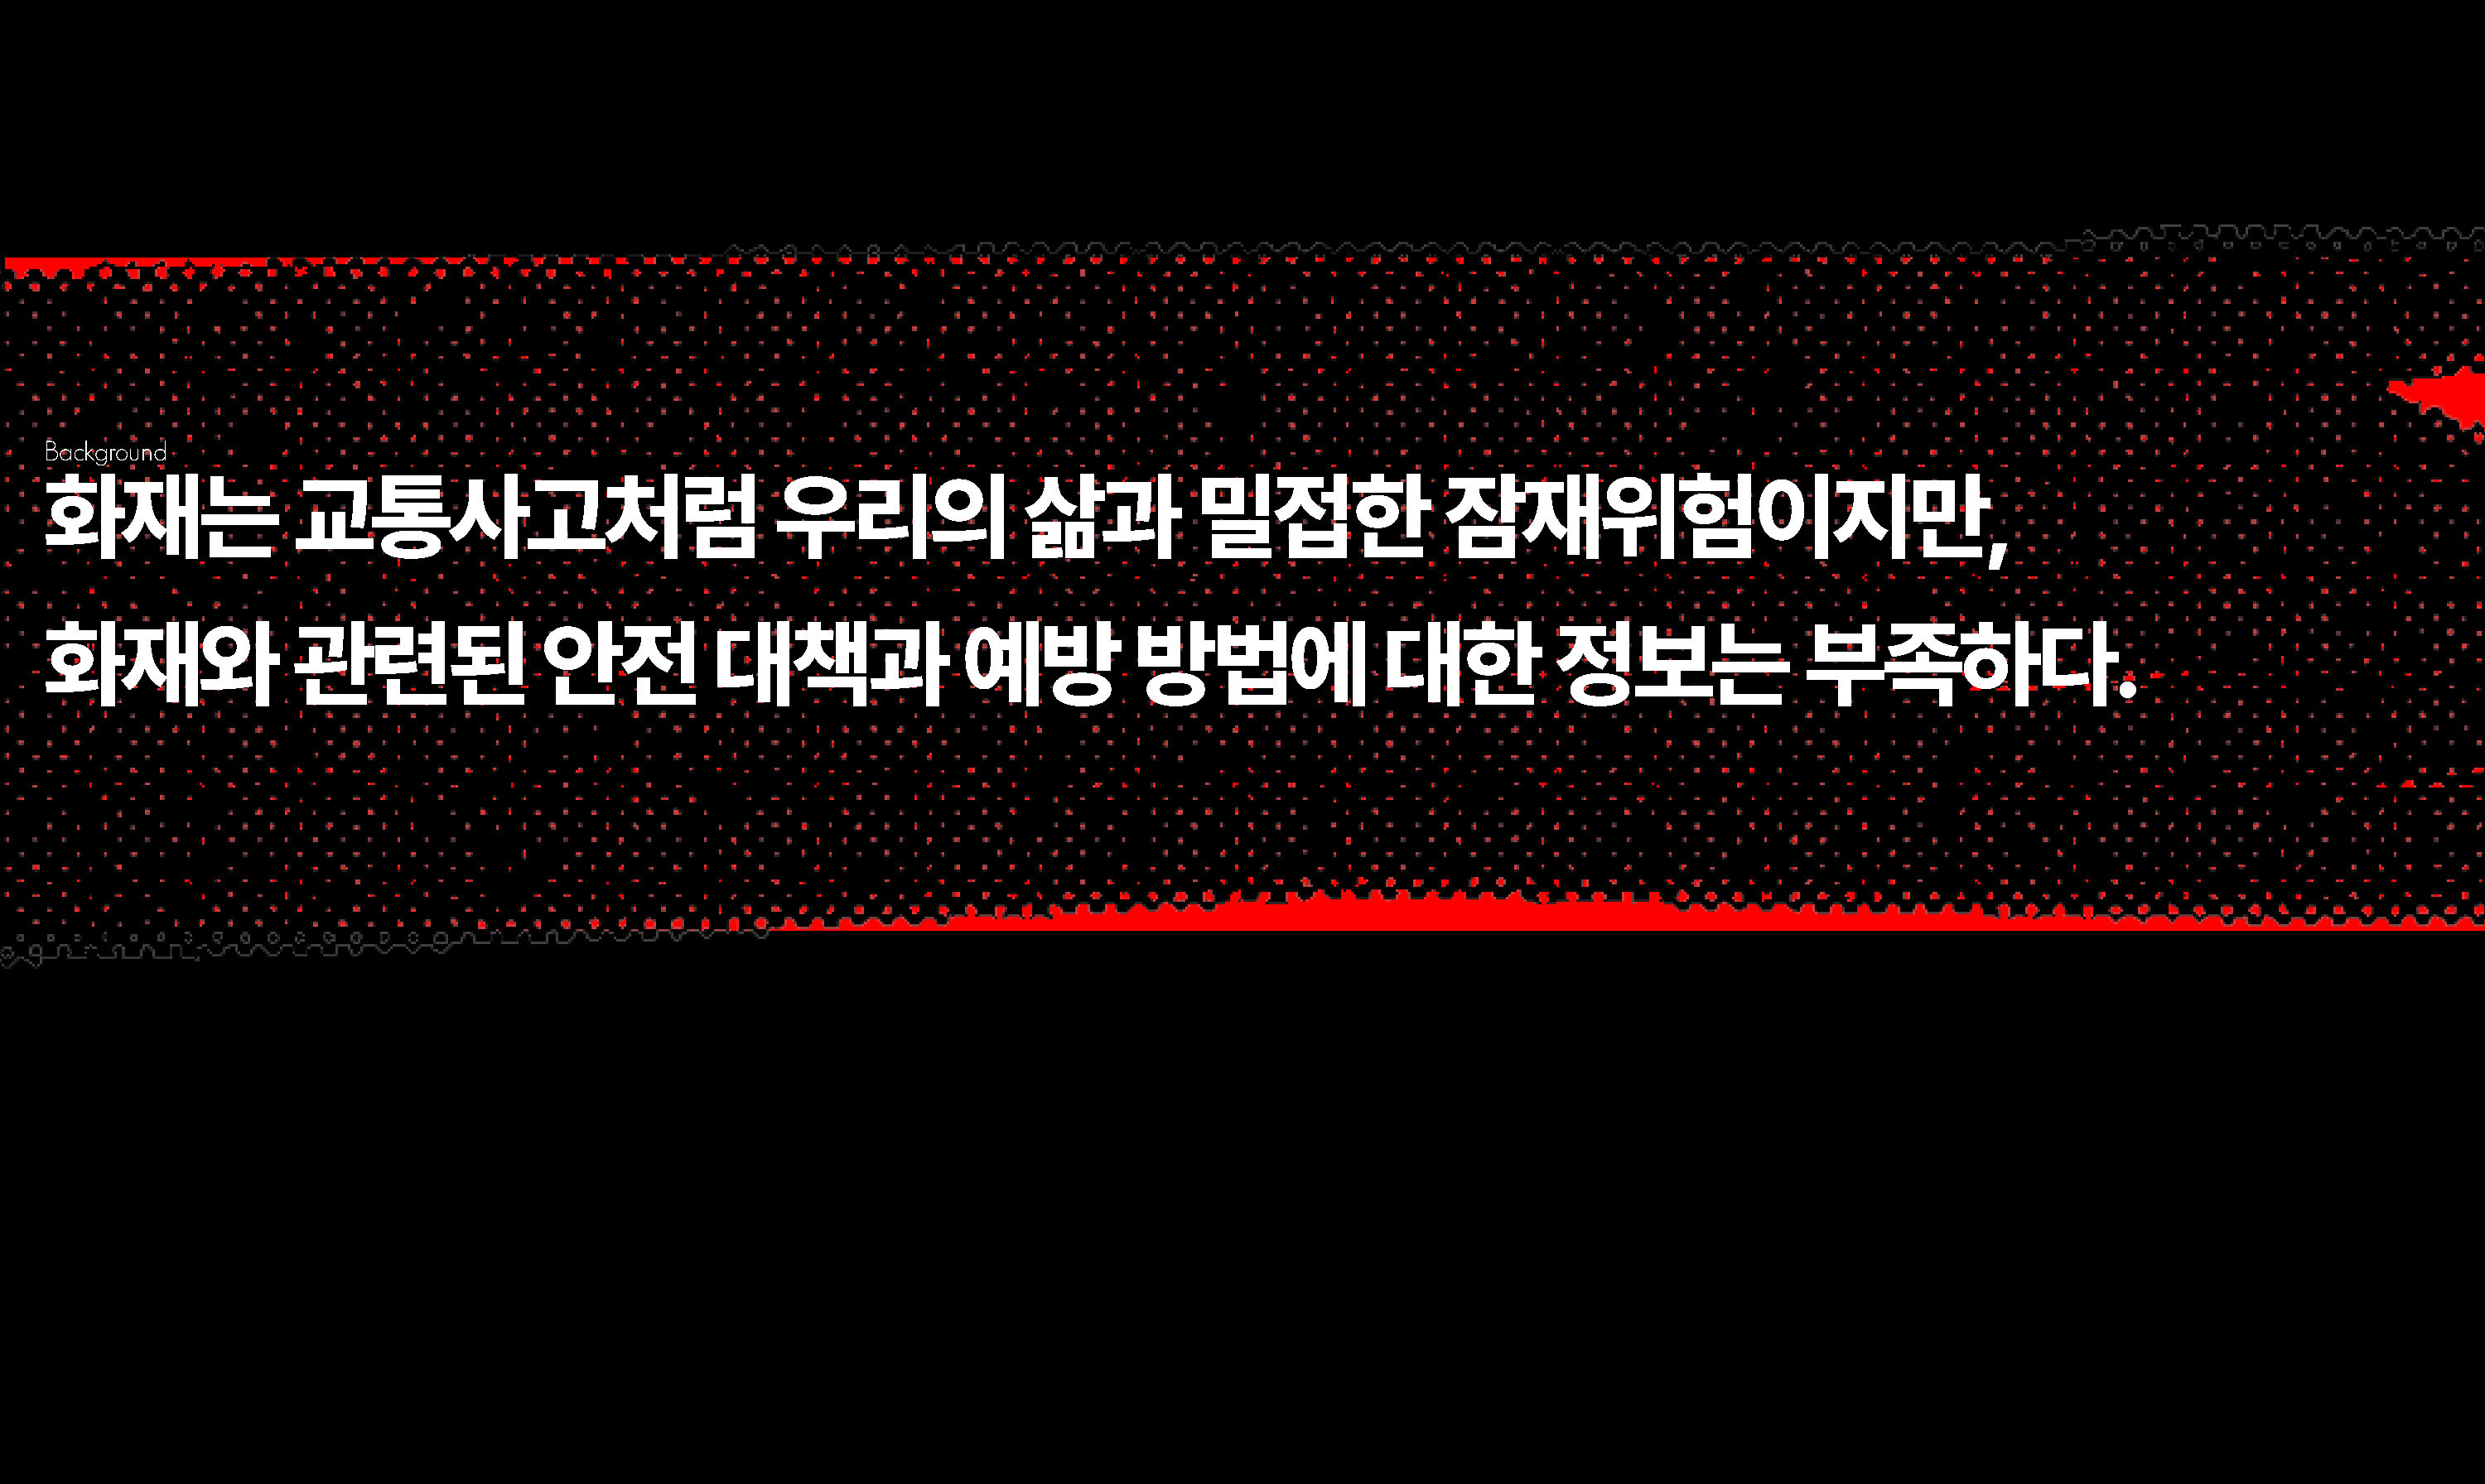 Background
화재는 교통사고처럼 우리의 삶과 밀접한 잠재위험이지만,
화재와 관련된 안전 대책과 예방 방법에 대한 정보는 부족하다.